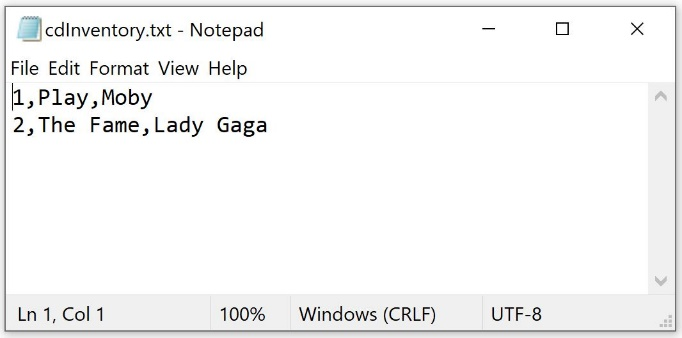 cdInventory.txt - Notepad
File Edit Format View Help
1,Play,Moby
2,The Fame,Lady Gaga
Ln 1, Col 1 100% Windows (CRLF) UTF-8